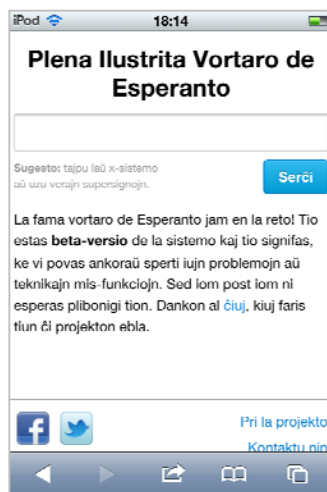 iPod 18:14
Plena Ilustrita Vortaro de
Esperanto
Sugesto: tajpu laŭ x-sistemo
aŭ uzu verajn supersignojn.
Serĉi
La fama vortaro de Esperanto jam en la reto! Tio
estas beta-versio de la sistemo kaj tio signifas,
ke vi povas ankoraŭ sperti iujn problemojn aŭ
teknikajn mis-funkciojn. Sed iom post iom ni
esperas plibonigi tion. Dankon al ĉiuj, kiuj faris
tiun ĉi projekton ebla.
Pri la projekto
Kontaktu nin